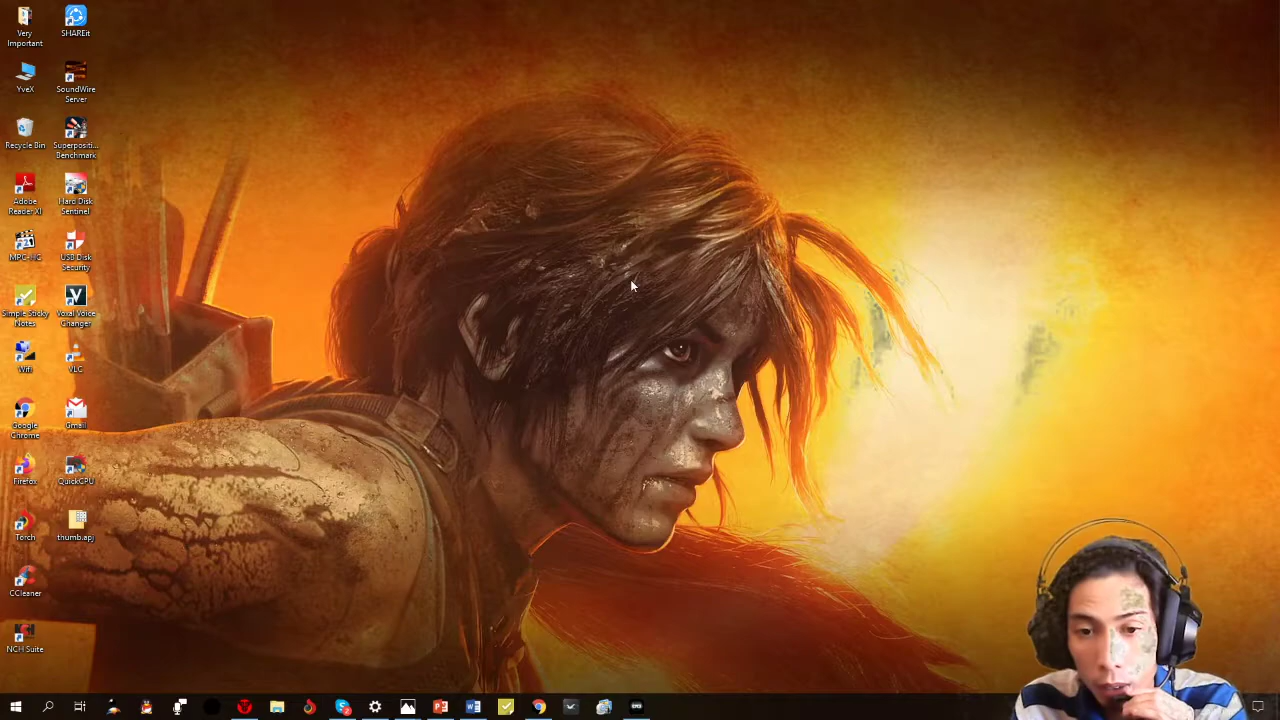 Very
Important
SHAREit
YveX
SoundWire
Server
Recycle Bin
Superpositi...
Benchmark
Adobe
Reader XI
Hard Disk
Sentinel
MPC-HC
USB Disk
Security
Simple Sticky
Notes
Voxal Voice
Changer
Wifi
VLC
Google
Chrome
Gmail
Firefox
QuickCPU
Torch
thumb.apj
CCleaner
NCH Suite